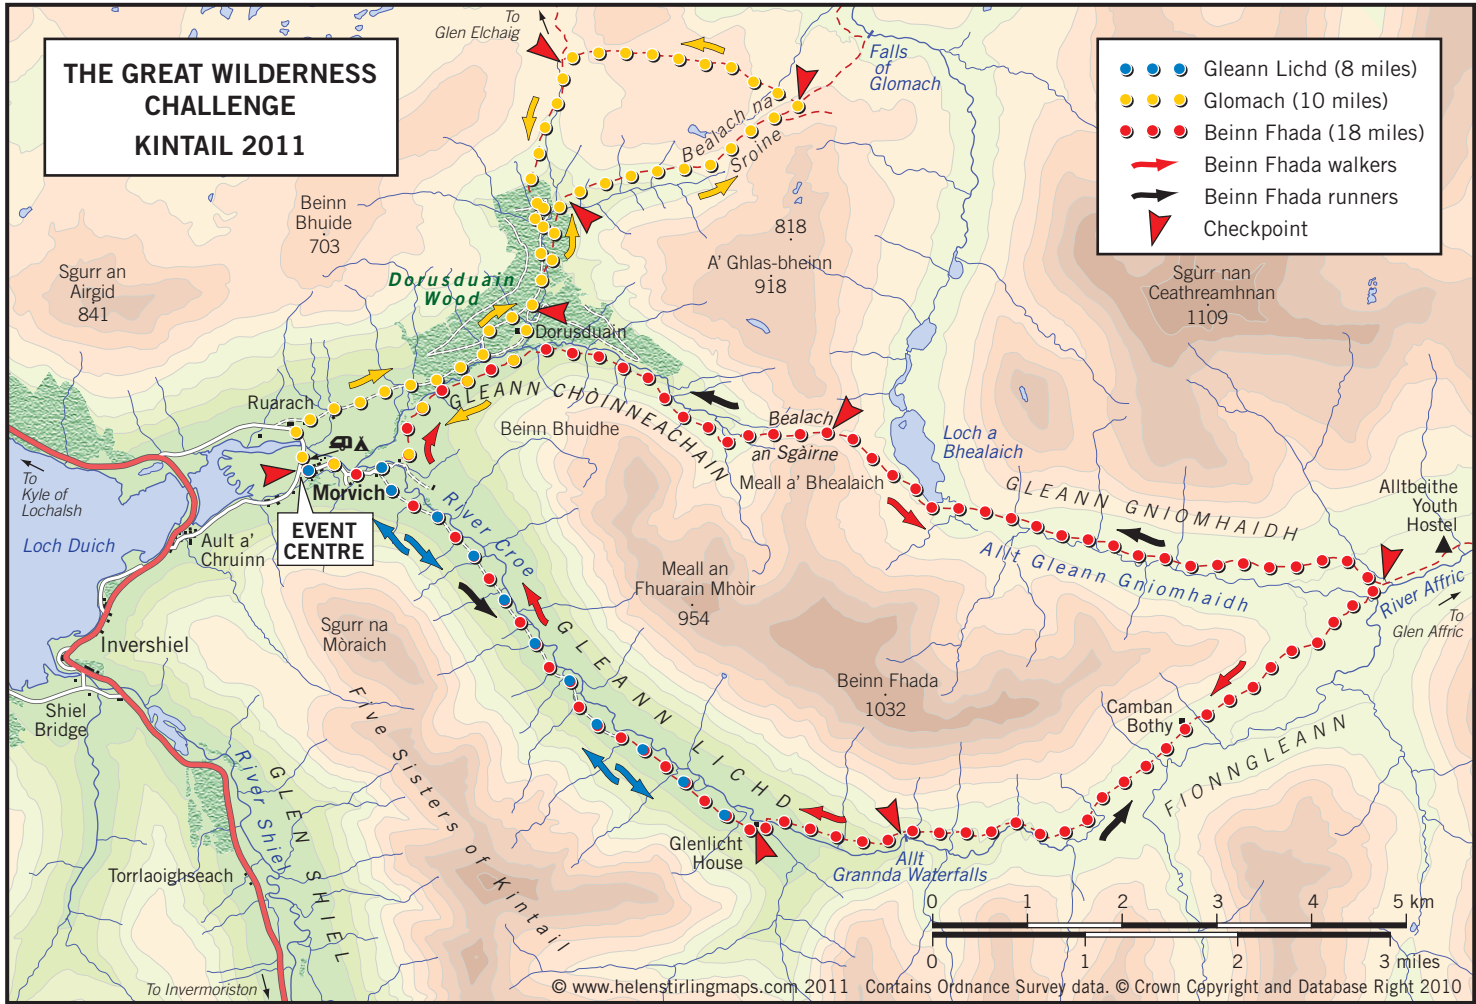 THE GREAT WILDERNESS
CHALLENGE
KINTAIL 2011
To
Glen Elchaig
Falls
of
Glomach
Gleann Lichd (8 miles)
Glomach (10 miles)
Beinn Fhada (18 miles)
Beinn Fhada walkers
Beinn Fhada runners
Checkpoint
Bealach na
Sroine
Beinn
Bhuide
703
Sgurr an
Airgid
841
818
A' Ghlas-bheinn
918
Sgùrr nan
Ceathreamhnan
1109
Dorusduain
Wood
Dorusduain
Ruarach
GLEANN CHOINNEACHAIN
Beinn Bhuidhe
Bealach
an Sgàirne
Meall a' Bhealaich
Loch a
Bhealaich
GLEANN GNIOMHAIDH
Alltbeithe
Youth
Hostel
To
Kyle of
Lochalsh
Morvich
River Croe
EVENT
CENTRE
Loch Duich
Ault a'
Chruinn
Allt Gleann Gniomhaidh
River Affric
To
Glen Affric
Meall an
Fhuarain Mhòir
954
Sgurr na
Mòraich
Invershiel
GLEANN LICHD
Beinn Fhada
1032
Camban
Bothy
Shiel
Bridge
Five Sisters of Kintail
FIONNGLEANN
River Shiel
GLEN SHIEL
Glenlicht
House
Allt
Grannda Waterfalls
Torrlaoighseach
0 1 2 3 4 5 km
0 1 2 3 miles
To Invermoriston
© www.helenstirlingmaps.com 2011 Contains Ordnance Survey data. © Crown Copyright and Database Right 2010